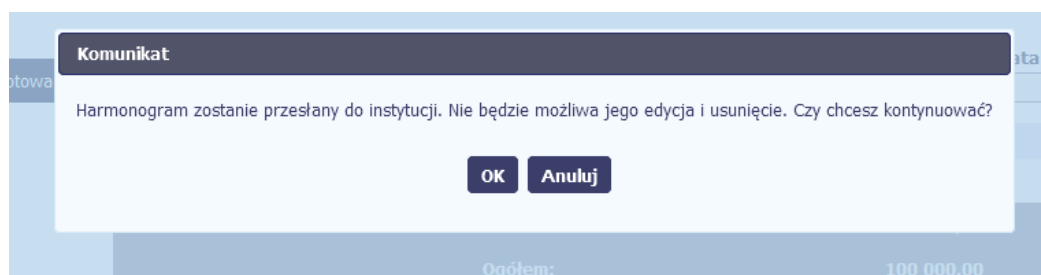 Komunikat
Harmonogram zostanie przesłany do instytucji. Nie będzie możliwa jego edycja i usunięcie. Czy chcesz kontynuować?
OK Anuluj
Ogółem: 100 000,00